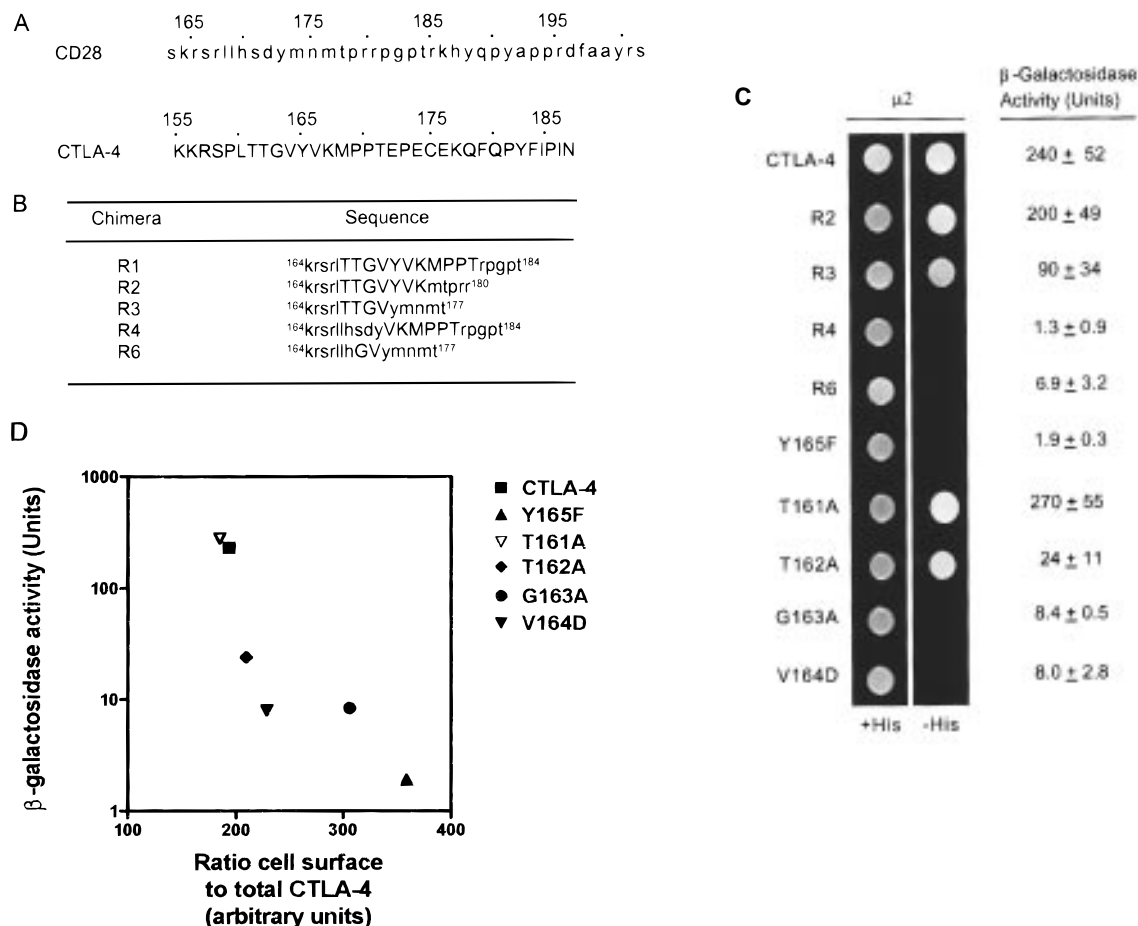 A
165 175 185 195
CD28 skrsrllhsdymnmtprrpgptrkhyqpyapprdfaayrs
155 165 175 185
CTLA-4 KKRSPLTTGVYVKMPPTEPECEKQFQPYFIPIN
B
Chimera Sequence
R1 164krsrlTTGVYVKMPPTrpgpt184
R2 164krsrlTTGVYVKmtprr180
R3 164krsrlTTGVymnmt177
R4 164krsrllhsdyVKMPPTrpgpt184
R6 164krsrllhGVymnmt177
C
μ2
β-Galactosidase
Activity (Units)
CTLA-4 240 ± 52
R2 200 ± 49
R3 90 ± 34
R4 1.3 ± 0.9
R6 6.9 ± 3.2
Y165F 1.9 ± 0.3
T161A 270 ± 55
T162A 24 ± 11
G163A 8.4 ± 0.5
V164D 8.0 ± 2.8
+His -His
D
β-galactosidase activity (Units)
1000
100
10
1
100 200 300 400
Ratio cell surface
to total CTLA-4
(arbitrary units)
CTLA-4
Y165F
T161A
T162A
G163A
V164D